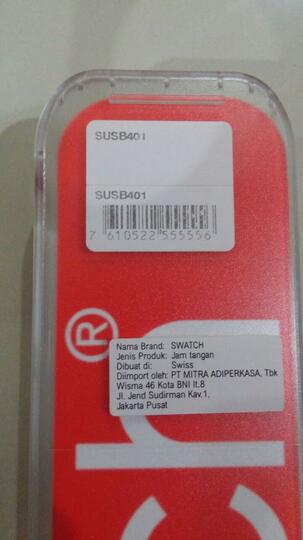 SUSB401
SUSB401
7 610522 555556
®
Nama Brand: SWATCH
Jenis Produk: Jam tangan
Dibuat di: Swiss
Diimport oleh: PT MITRA ADIPERKASA, Tbk
Wisma 46 Kota BNI lt.8
Jl. Jend Sudirman Kav.1,
Jakarta Pusat
ch